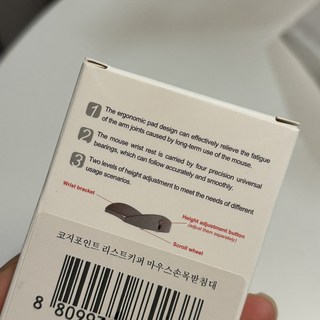 1 The ergonomic pad design can effectively relieve the fatigue
of the arm joints caused by long-term use of the mouse.
2 The mouse wrist rest is carried by four precision universal
bearings, which can follow accurately and smoothly.
3 Two levels of height adjustment to meet the needs of different
usage scenarios.
Wrist bracket
Height adjustment button
(adjust them separately)
Scroll wheel
코지포인트 리스트키퍼 마우스손목받침대
8 8099